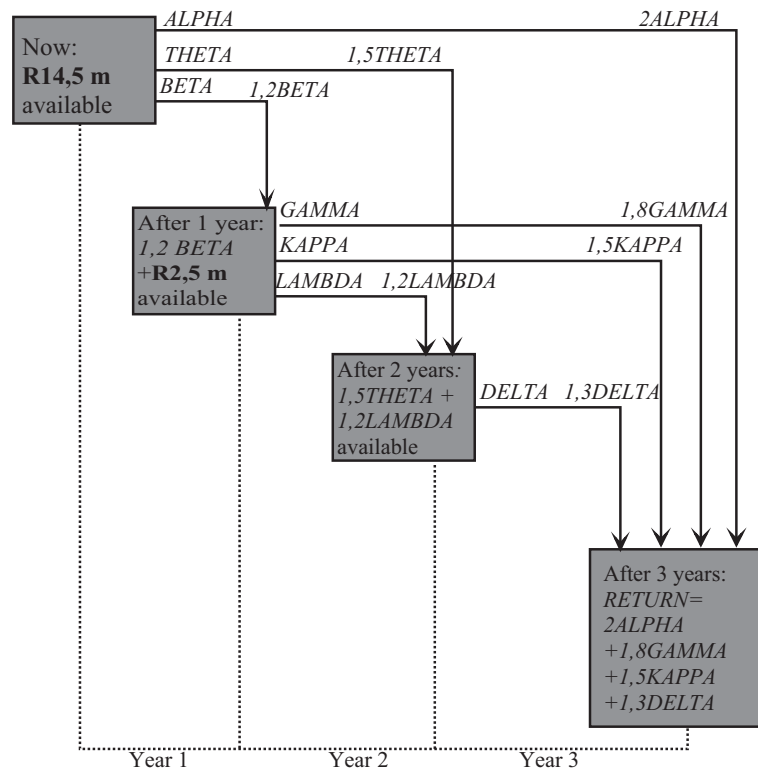 ALPHA 2ALPHA
Now:
R14,5 m
available
THETA 1,5THETA
BETA 1,2BETA
After 1 year:
1,2 BETA
+R2,5 m
available
GAMMA 1,8GAMMA
KAPPA 1,5KAPPA
LAMBDA 1,2LAMBDA
After 2 years:
1,5THETA +
1,2LAMBDA
available
DELTA 1,3DELTA
After 3 years:
RETURN=
2ALPHA
+1,8GAMMA
+1,5KAPPA
+1,3DELTA
Year 1 Year 2 Year 3